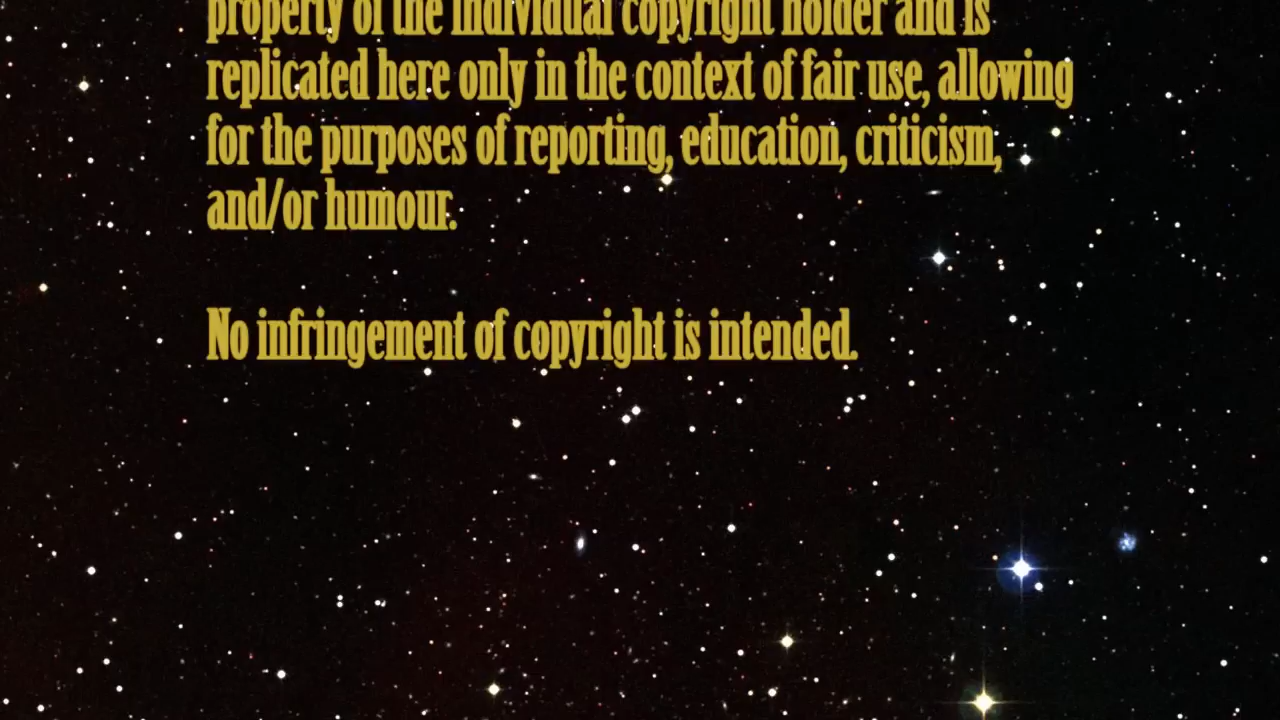 property of the individual copyright holder and is
replicated here only in the context of fair use, allowing
for the purposes of reporting, education, criticism,
and/or humour.
No infringement of copyright is intended.